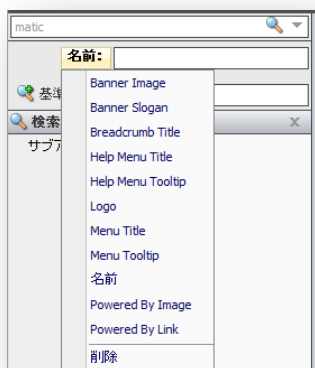 matic
名前:
Banner Image
基準
Banner Slogan
検索
Breadcrumb Title
サブ
Help Menu Title
Help Menu Tooltip
Logo
Menu Title
Menu Tooltip
名前
Powered By Image
Powered By Link
削除